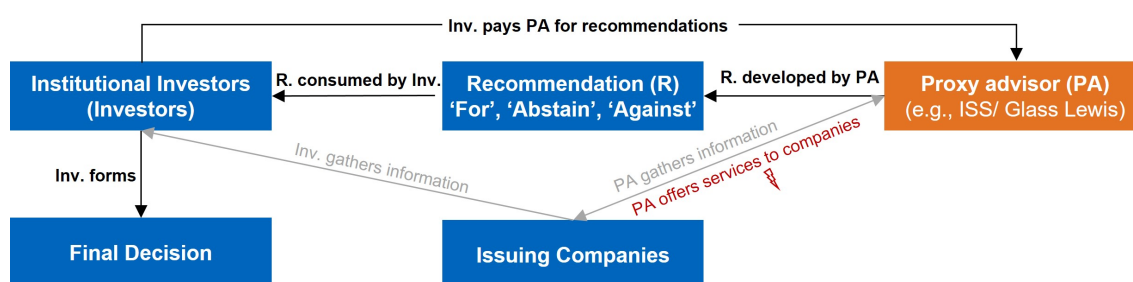 Inv. pays PA for recommendations
Institutional Investors
(Investors)
R. consumed by Inv.
Recommendation (R)
‘For’, ‘Abstain’, ‘Against’
R. developed by PA
Proxy advisor (PA)
(e.g., ISS/ Glass Lewis)
Inv. gathers information
PA gathers information
PA offers services to companies
Inv. forms
Final Decision
Issuing Companies